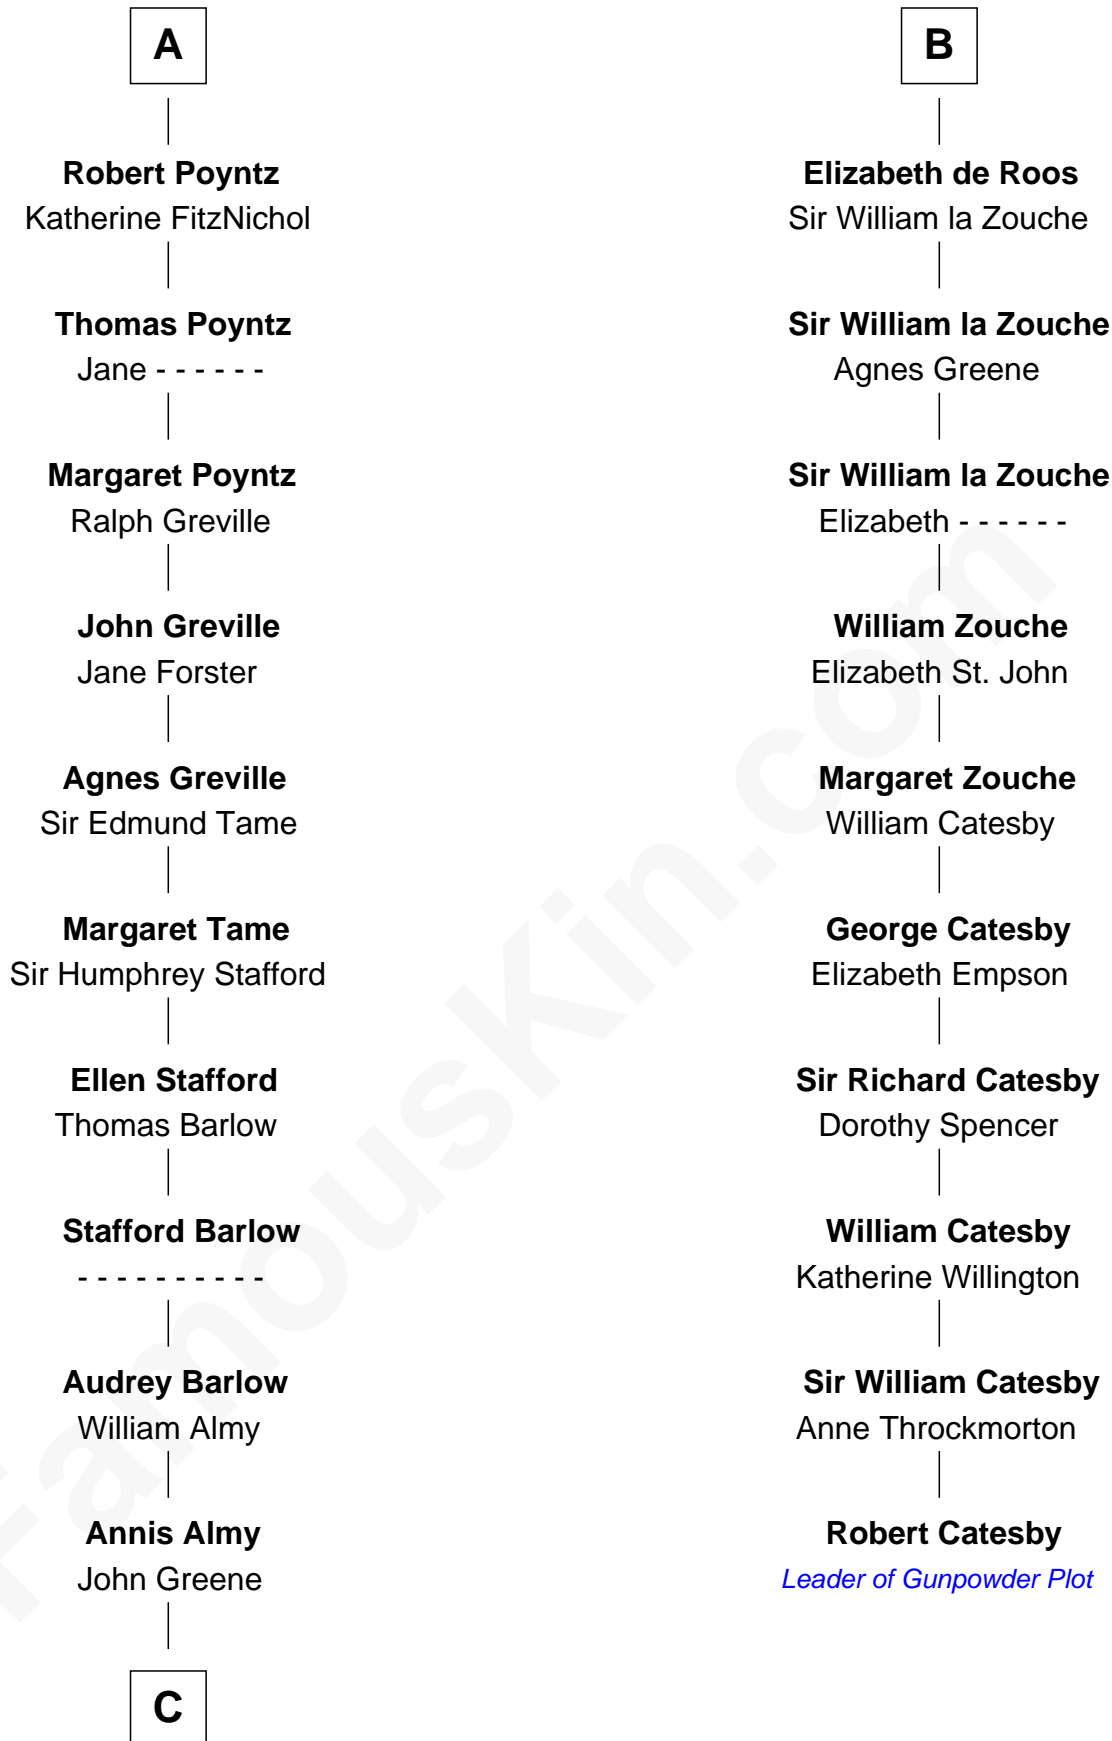 A
Robert Poyntz
Katherine FitzNichol
Thomas Poyntz
Jane - - - - - -
Margaret Poyntz
Ralph Greville
John Greville
Jane Forster
Agnes Greville
Sir Edmund Tame
Margaret Tame
Sir Humphrey Stafford
Ellen Stafford
Thomas Barlow
Stafford Barlow
- - - - - - - - - -
Audrey Barlow
William Almy
Annis Almy
John Greene
C
B
Elizabeth de Roos
Sir William la Zouche
Sir William la Zouche
Agnes Greene
Sir William la Zouche
Elizabeth - - - - - -
William Zouche
Elizabeth St. John
Margaret Zouche
William Catesby
George Catesby
Elizabeth Empson
Sir Richard Catesby
Dorothy Spencer
William Catesby
Katherine Willington
Sir William Catesby
Anne Throckmorton
Robert Catesby
Leader of Gunpowder Plot
FamousKin.com